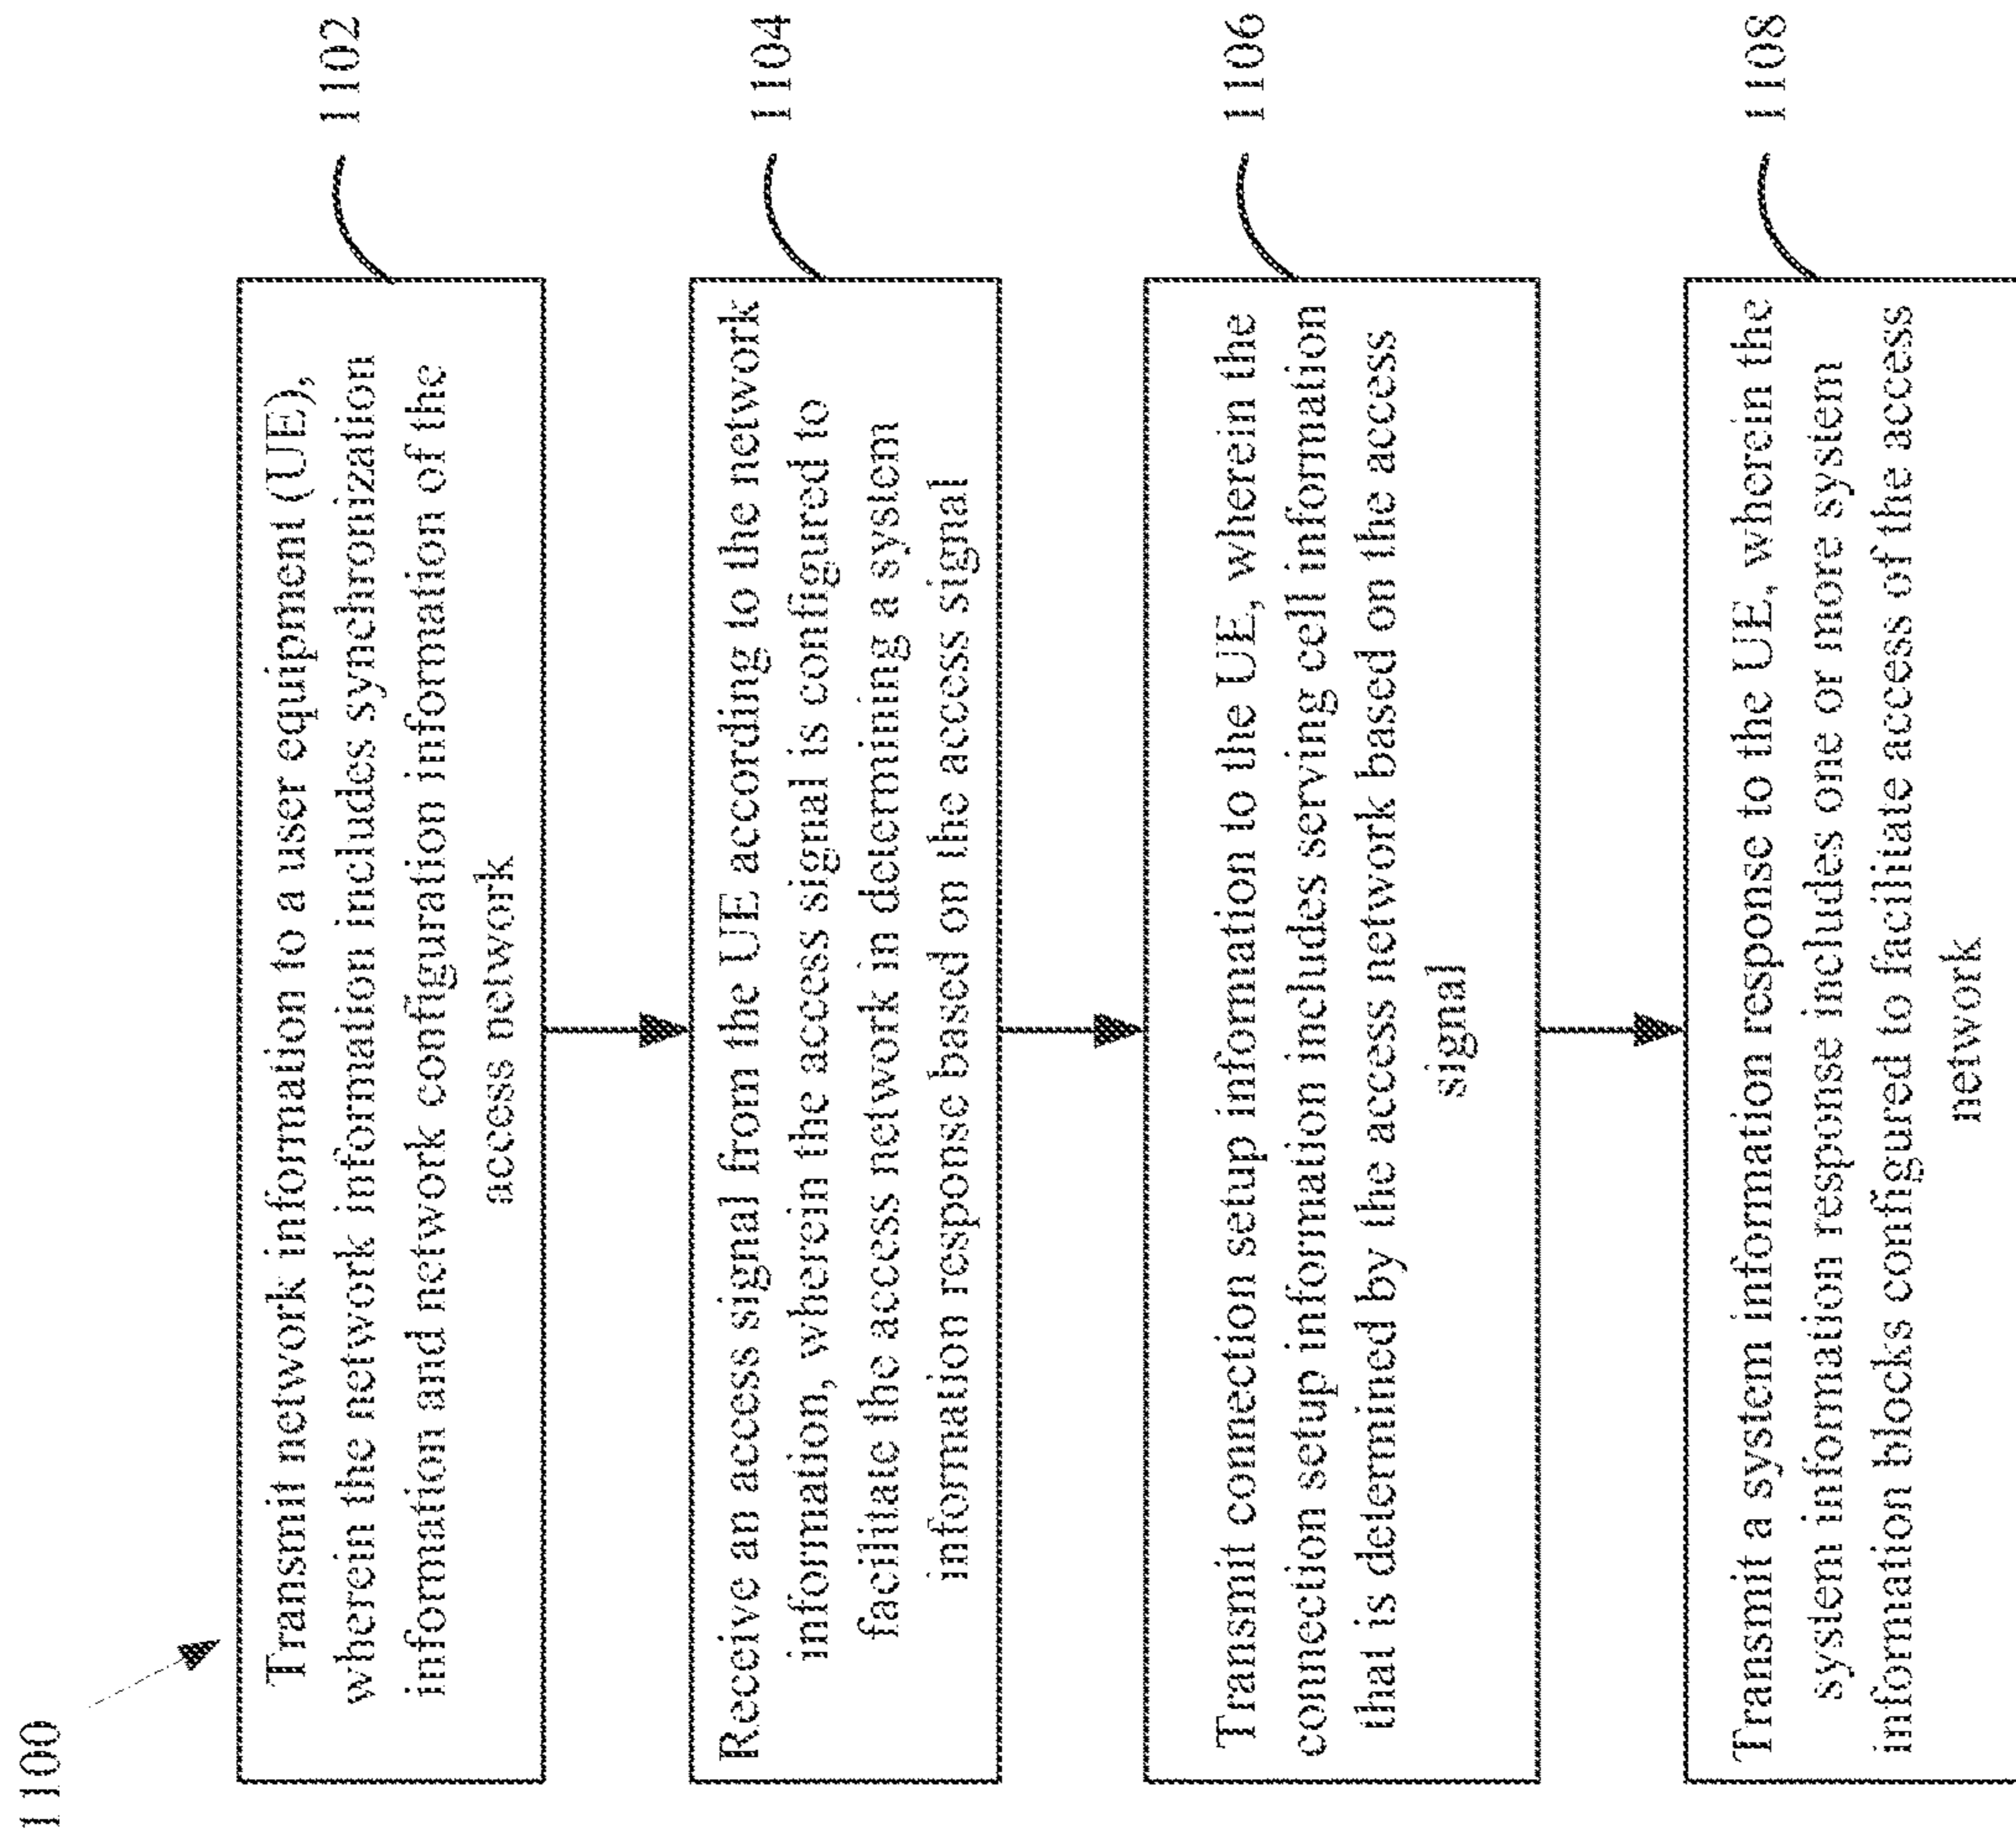 1100
Transmit network information to a user equipment (UE),
wherein the network information includes synchronization
information and network configuration information of the
access network
1102
Receive an access signal from the UE according to the network
information, wherein the access signal is configured to
facilitate the access network in determining a system
information response based on the access signal
1104
Transmit connection setup information to the UE, wherein the
connection setup information includes serving cell information
that is determined by the access network based on the access
signal
1106
Transmit a system information response to the UE, wherein the
system information response includes one or more system
information blocks configured to facilitate access of the access
network
1108